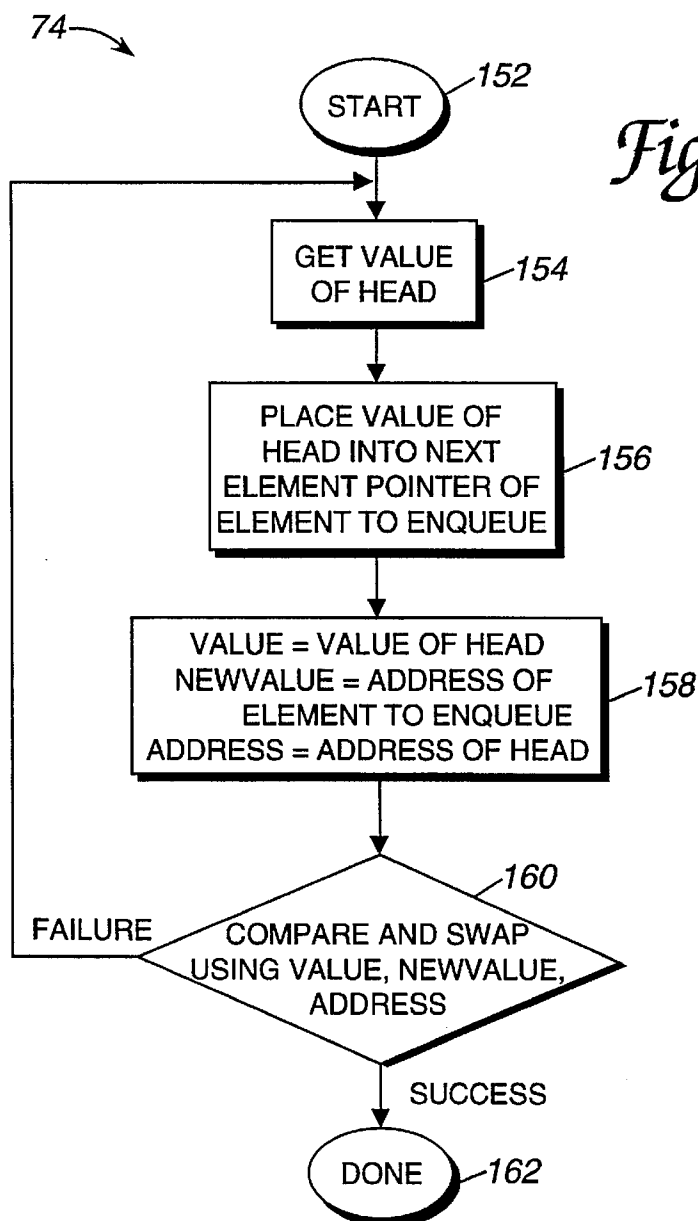 74
START
152
Fig
GET VALUE
OF HEAD
154
PLACE VALUE OF
HEAD INTO NEXT
ELEMENT POINTER OF
ELEMENT TO ENQUEUE
156
VALUE = VALUE OF HEAD
NEWVALUE = ADDRESS OF
ELEMENT TO ENQUEUE
ADDRESS = ADDRESS OF HEAD
158
160
FAILURE
COMPARE AND SWAP
USING VALUE, NEWVALUE,
ADDRESS
SUCCESS
DONE
162